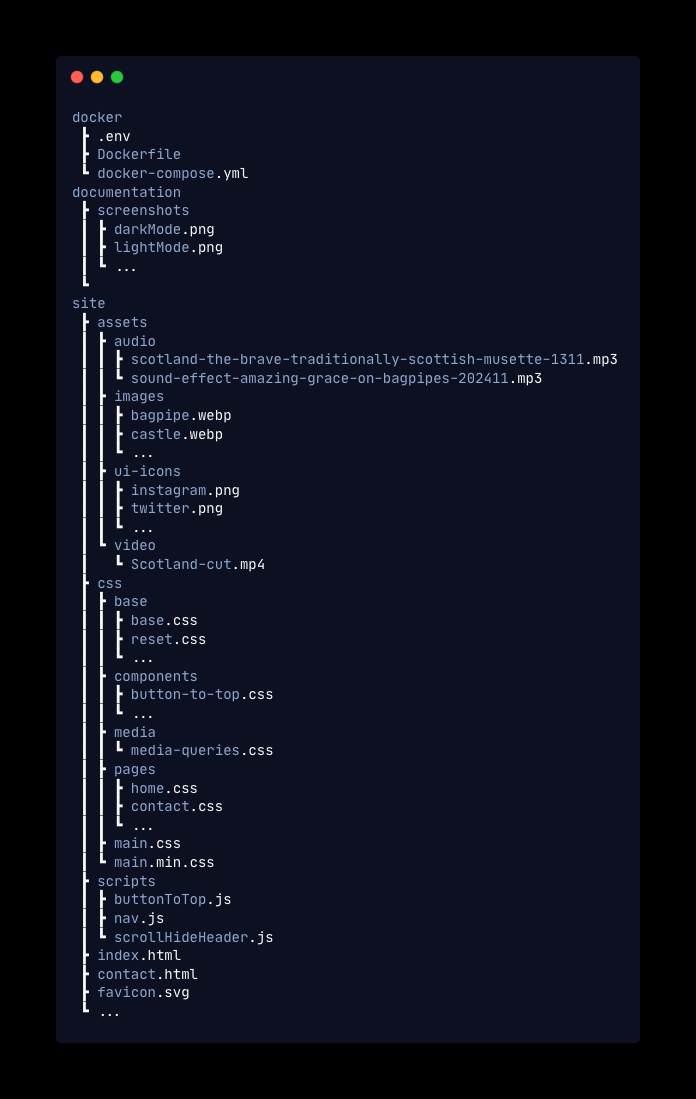 docker
 ┣ .env
 ┣ Dockerfile
 ┗ docker-compose.yml
documentation
 ┣ screenshots
 ┃ ┣ darkMode.png
 ┃ ┣ lightMode.png
 ┃ ┗ ...
 ┗
site
 ┣ assets
 ┃ ┣ audio
 ┃ ┃ ┣ scotland-the-brave-traditionally-scottish-musette-1311.mp3
 ┃ ┃ ┗ sound-effect-amazing-grace-on-bagpipes-202411.mp3
 ┃ ┣ images
 ┃ ┃ ┣ bagpipe.webp
 ┃ ┃ ┣ castle.webp
 ┃ ┃ ┗ ...
 ┃ ┣ ui-icons
 ┃ ┃ ┣ instagram.png
 ┃ ┃ ┣ twitter.png
 ┃ ┃ ┗ ...
 ┃ ┗ video
 ┃   ┗ Scotland-cut.mp4
 ┣ css
 ┃ ┣ base
 ┃ ┃ ┣ base.css
 ┃ ┃ ┣ reset.css
 ┃ ┃ ┗ ...
 ┃ ┣ components
 ┃ ┃ ┣ button-to-top.css
 ┃ ┃ ┗ ...
 ┃ ┣ media
 ┃ ┃ ┗ media-queries.css
 ┃ ┣ pages
 ┃ ┃ ┣ home.css
 ┃ ┃ ┣ contact.css
 ┃ ┃ ┗ ...
 ┃ ┣ main.css
 ┃ ┗ main.min.css
 ┣ scripts
 ┃ ┣ buttonToTop.js
 ┃ ┣ nav.js
 ┃ ┗ scrollHideHeader.js
 ┣ index.html
 ┣ contact.html
 ┣ favicon.svg
 ┗ ...